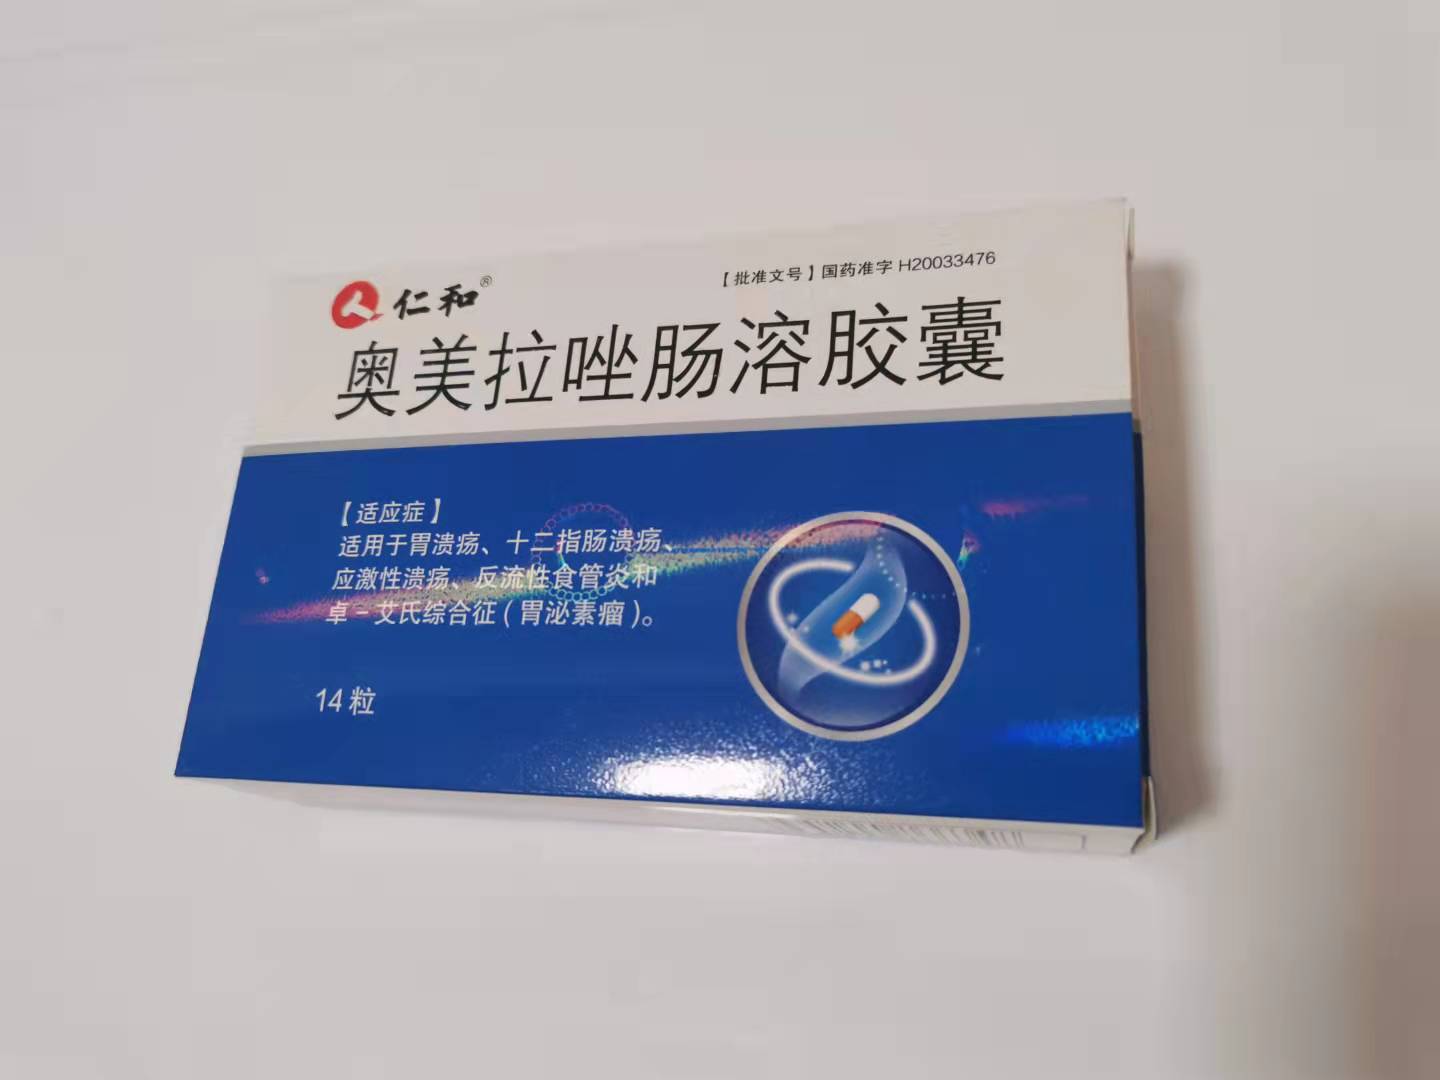 仁和®
【批准文号】国药准字 H20033476
奥美拉唑肠溶胶囊
【适应症】
适用于胃溃疡、十二指肠溃疡、
应激性溃疡、反流性食管炎和
卓-艾氏综合征(胃泌素瘤)。
14 粒